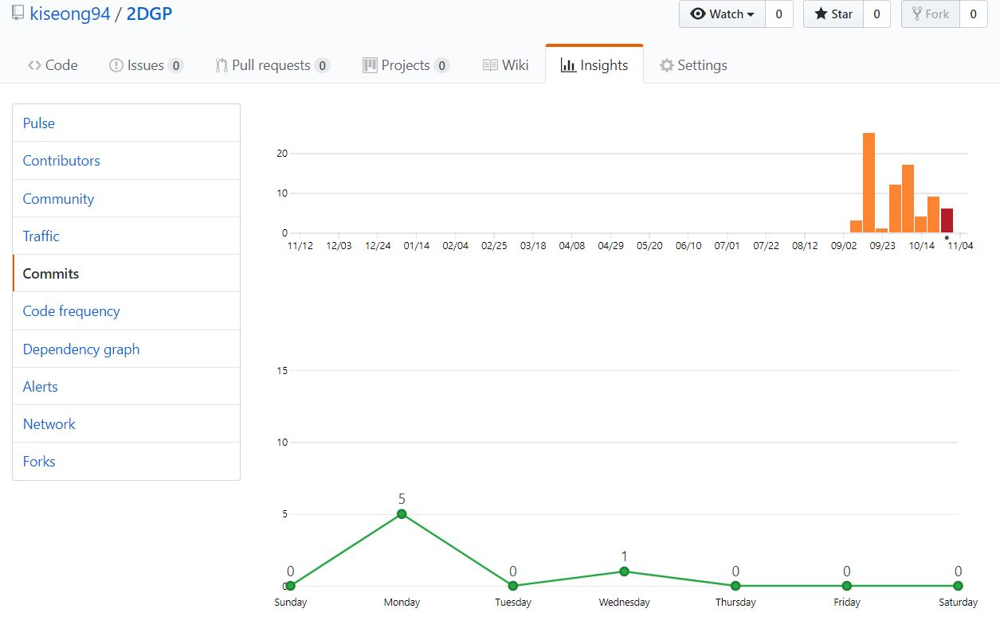 kiseong94 / 2DGP
Watch 0 Star 0 Fork 0
Code Issues 0 Pull requests 0 Projects 0 Wiki Insights Settings
Pulse
Contributors
Community
Traffic
Commits
Code frequency
Dependency graph
Alerts
Network
Forks
20
10
0
11/12 12/03 12/24 01/14 02/04 02/25 03/18 04/08 04/29 05/20 06/10 07/01 07/22 08/12 09/02 09/23 10/14 11/04
15
10
5
0
0 5 0 1 0 0 0
Sunday Monday Tuesday Wednesday Thursday Friday Saturday